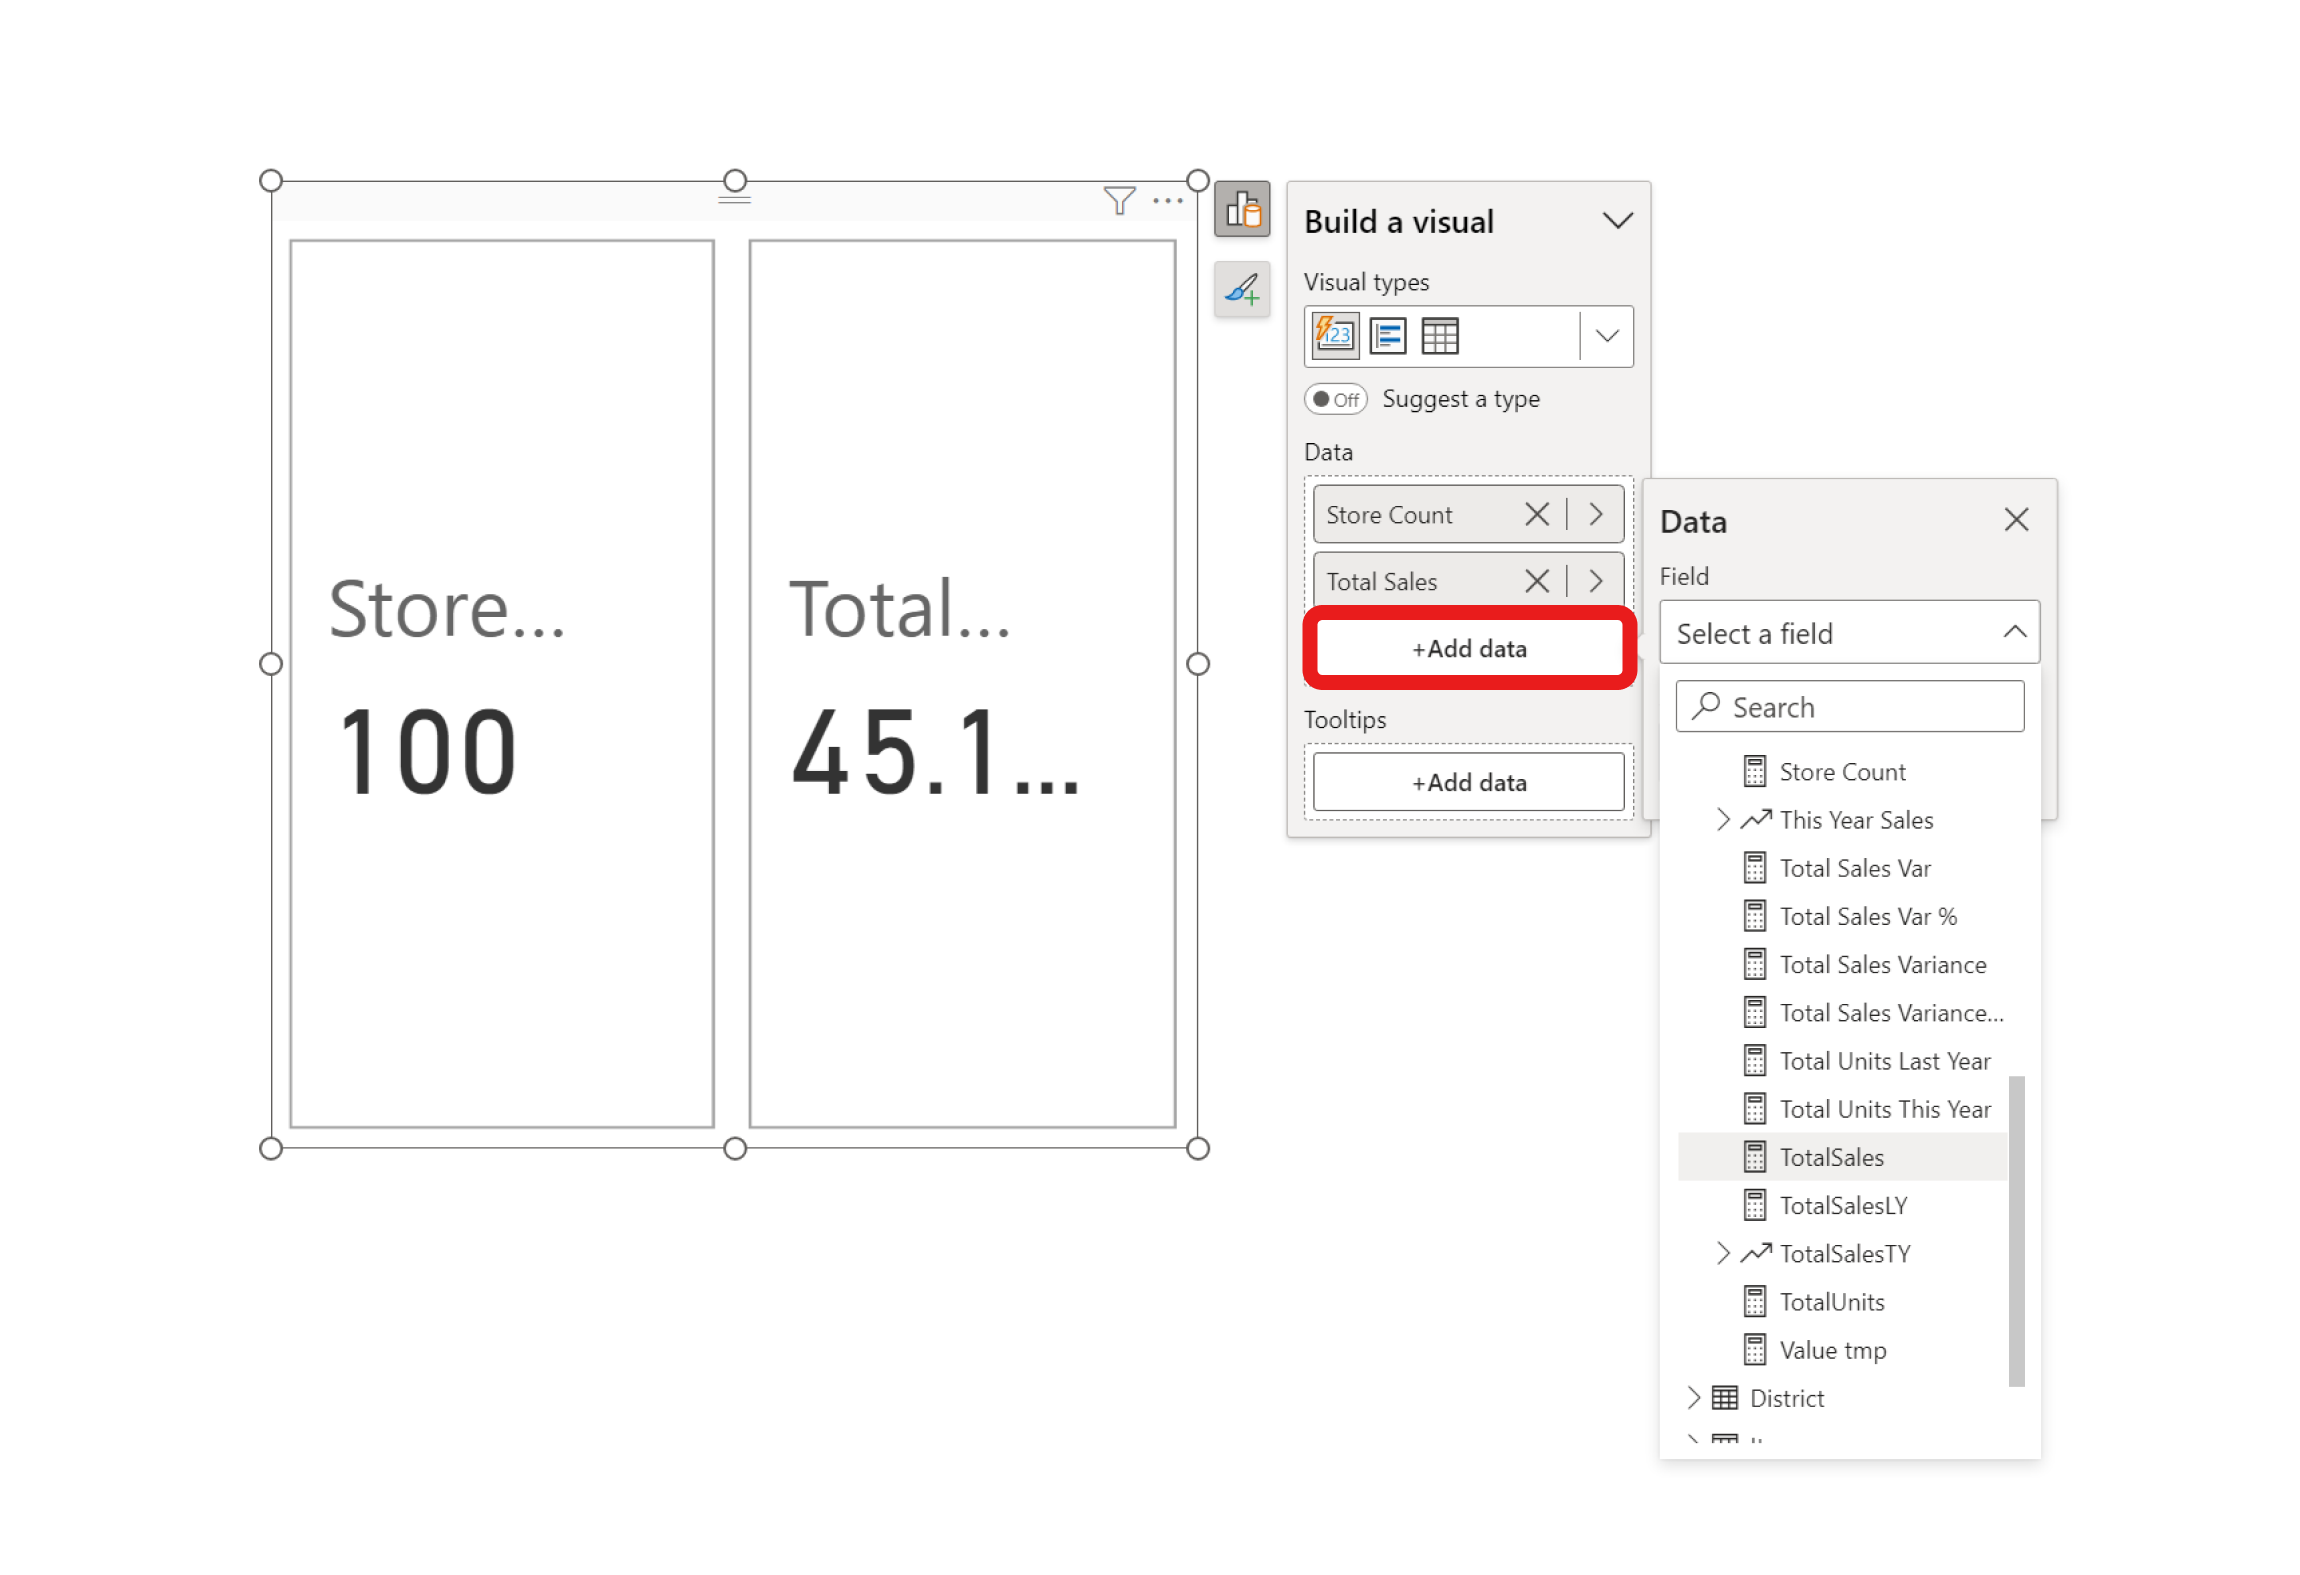 Store...
100
Total...
45.1...
Build a visual
Visual types
123
Off Suggest a type
Data
Store Count
Total Sales
+Add data
Tooltips
+Add data
Data
Field
Select a field
Search
Store Count
This Year Sales
Total Sales Var
Total Sales Var %
Total Sales Variance
Total Sales Variance...
Total Units Last Year
Total Units This Year
TotalSales
TotalSalesLY
TotalSalesTY
TotalUnits
Value tmp
District